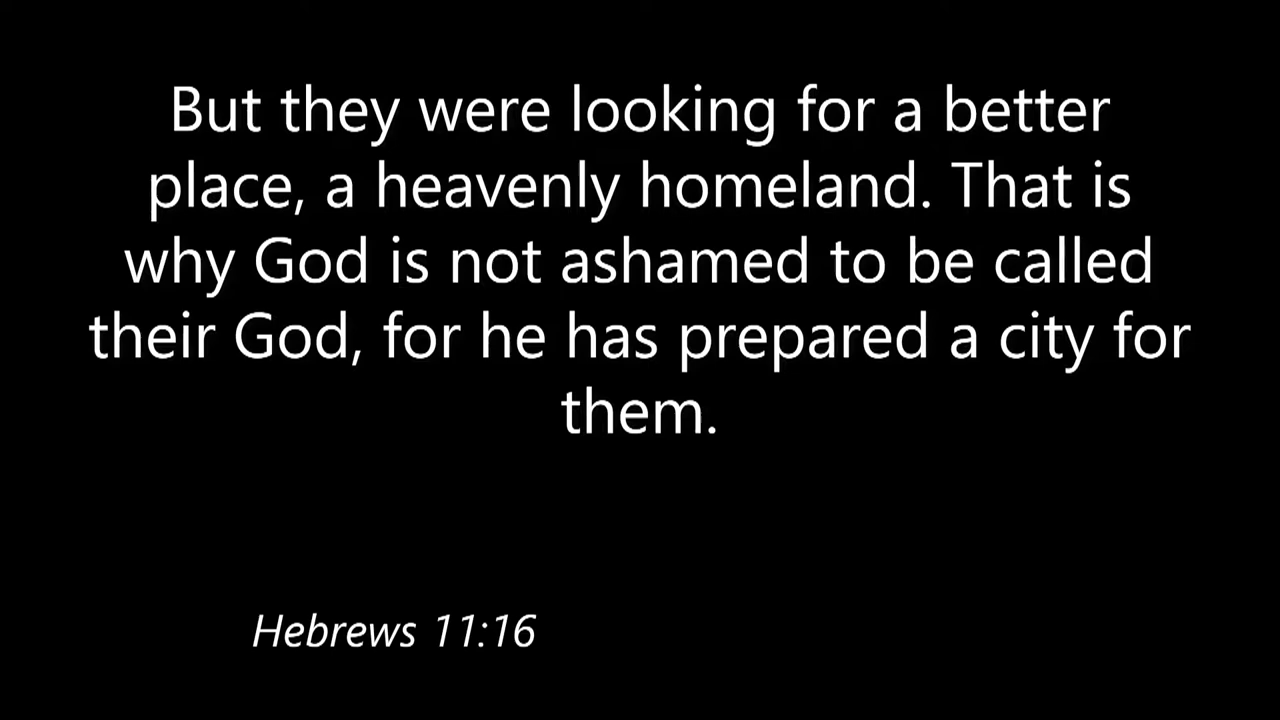 But they were looking for a better
place, a heavenly homeland. That is
why God is not ashamed to be called
their God, for he has prepared a city for
them.
Hebrews 11:16